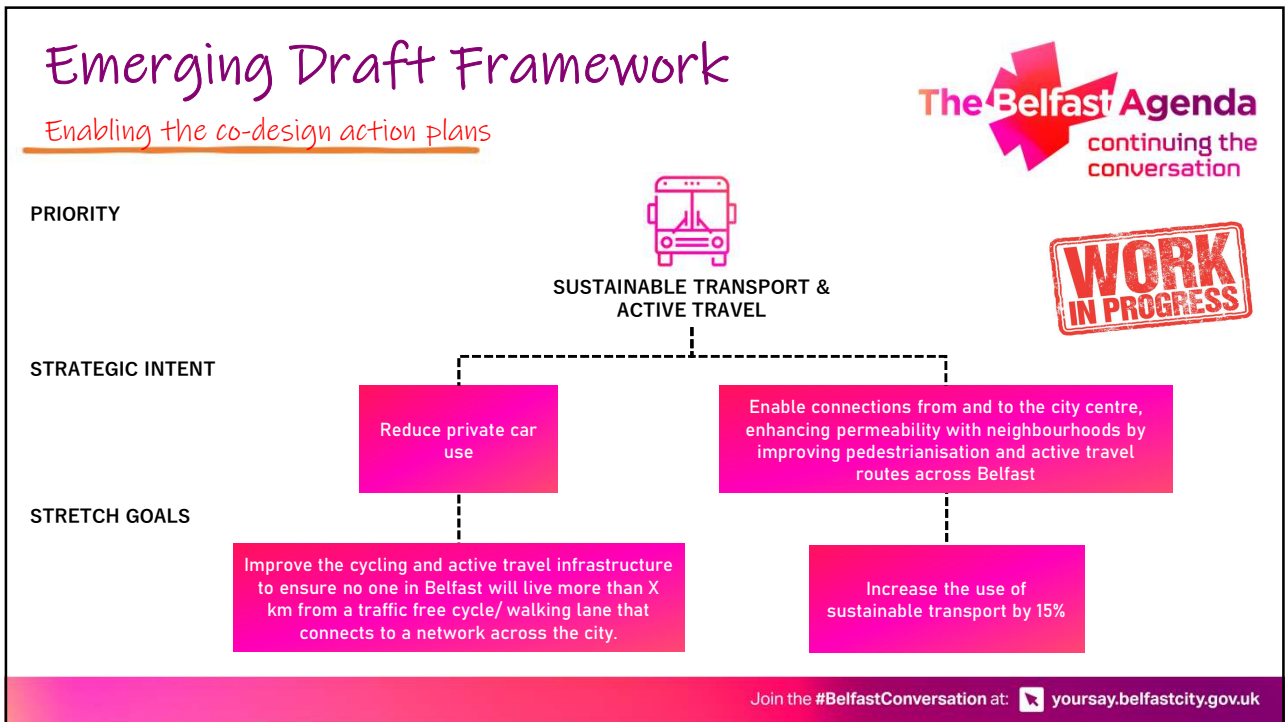 Emerging Draft Framework
Enabling the co-design action plans
The Belfast Agenda
continuing the
conversation
PRIORITY
SUSTAINABLE TRANSPORT &
ACTIVE TRAVEL
WORK
IN PROGRESS
STRATEGIC INTENT
Reduce private car
use
Enable connections from and to the city centre,
enhancing permeability with neighbourhoods by
improving pedestrianisation and active travel
routes across Belfast
STRETCH GOALS
Improve the cycling and active travel infrastructure
to ensure no one in Belfast will live more than X
km from a traffic free cycle/ walking lane that
connects to a network across the city.
Increase the use of
sustainable transport by 15%
Join the #BelfastConversation at: yoursay.belfastcity.gov.uk